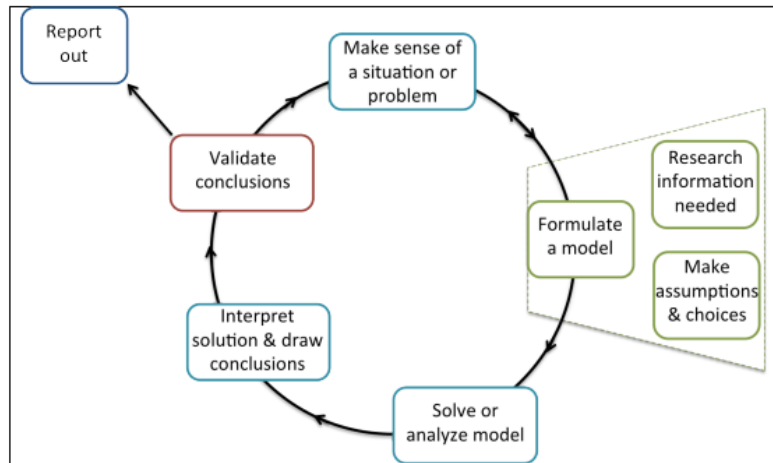 Report
out
Make sense of
a situation or
problem
Validate
conclusions
Research
information
needed
Formulate
a model
Make
assumptions
& choices
Interpret
solution & draw
conclusions
Solve or
analyze model